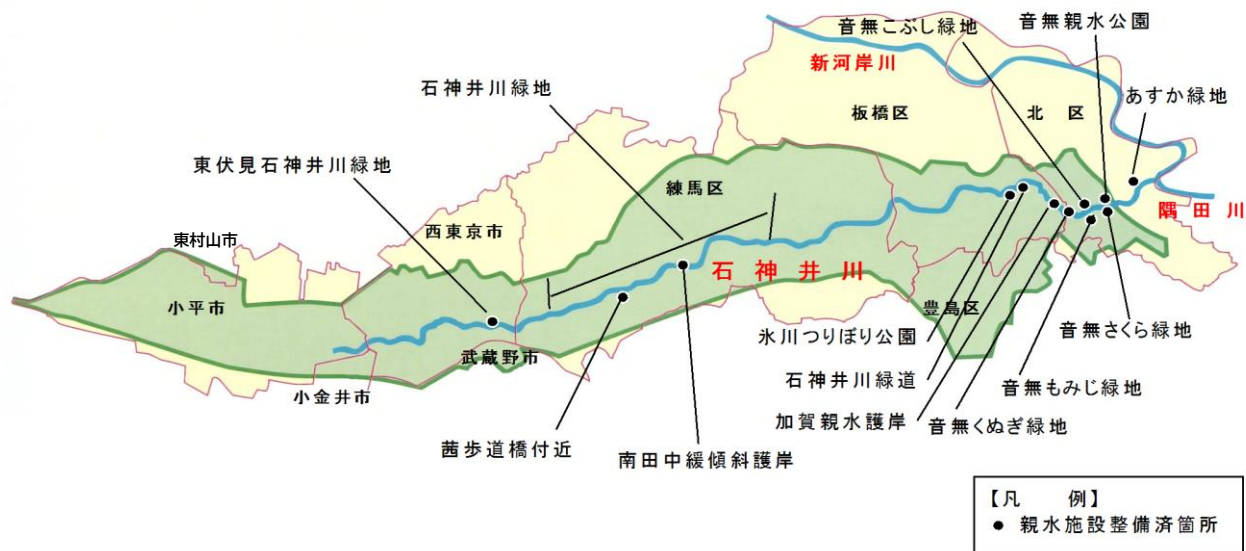 音無こぶし緑地
音無親水公園
新河岸川
石神井川緑地
板橋区
北 区
あすか緑地
東伏見石神井川緑地
練馬区
隅田川
西東京市
東村山市
石神井川
小平市
豊島区
氷川つりぼり公園
音無さくら緑地
武蔵野市
石神井川緑道
音無もみじ緑地
小金井市
加賀親水護岸
音無くぬぎ緑地
茜歩道橋付近
南田中緩傾斜護岸
【凡 例】
● 親水施設整備済箇所